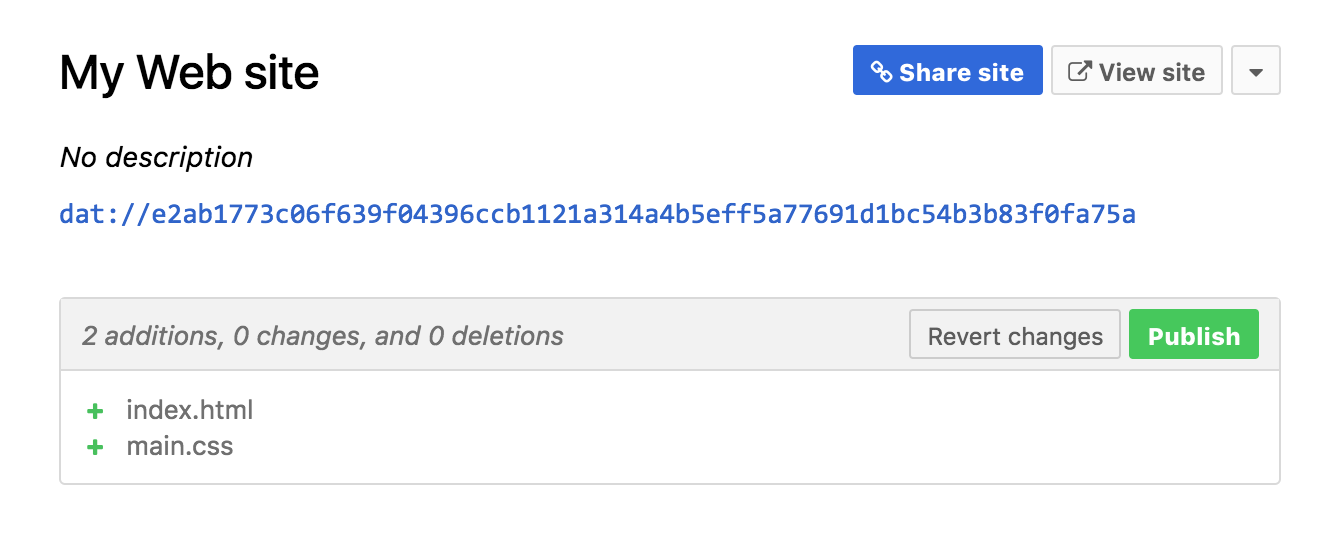 My Web site
Share site
View site
No description
dat://e2ab1773c06f639f04396ccb1121a314a4b5eff5a77691d1bc54b3b83f0fa75a
2 additions, 0 changes, and 0 deletions
Revert changes
Publish
+ index.html
+ main.css